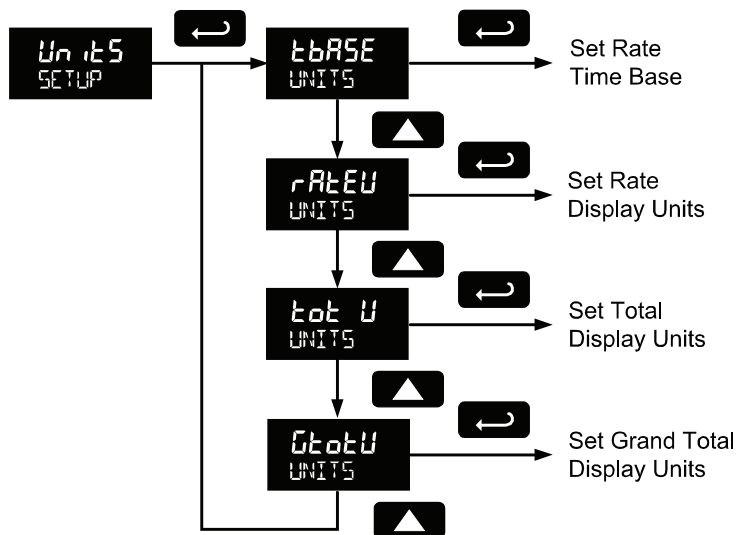 UnitS
SETUP
tbASE
UNITS
Set Rate
Time Base
rAtEU
UNITS
Set Rate
Display Units
tot U
UNITS
Set Total
Display Units
GtotU
UNITS
Set Grand Total
Display Units